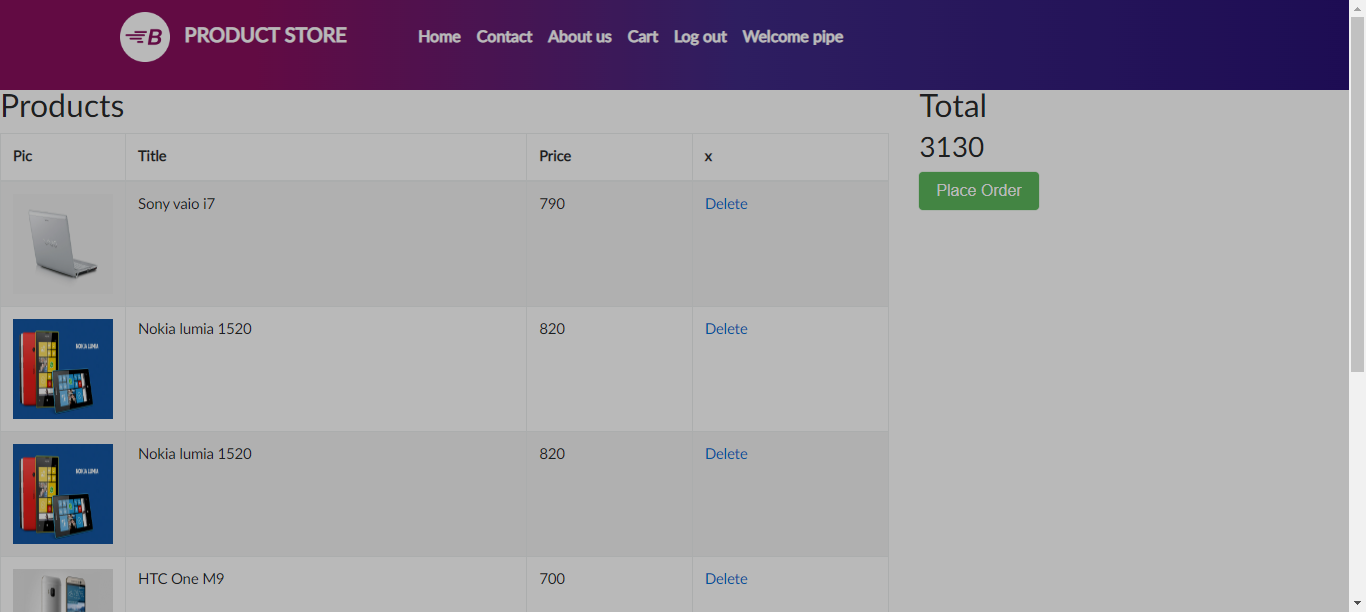 B PRODUCT STORE Home Contact About us Cart Log out Welcome pipe
Products
Total
3130
Place Order
Pic Title Price x
Sony vaio i7 790 Delete
Nokia lumia 1520 820 Delete
NOKIA LUMIA
Nokia lumia 1520 820 Delete
NOKIA LUMIA
HTC One M9 700 Delete